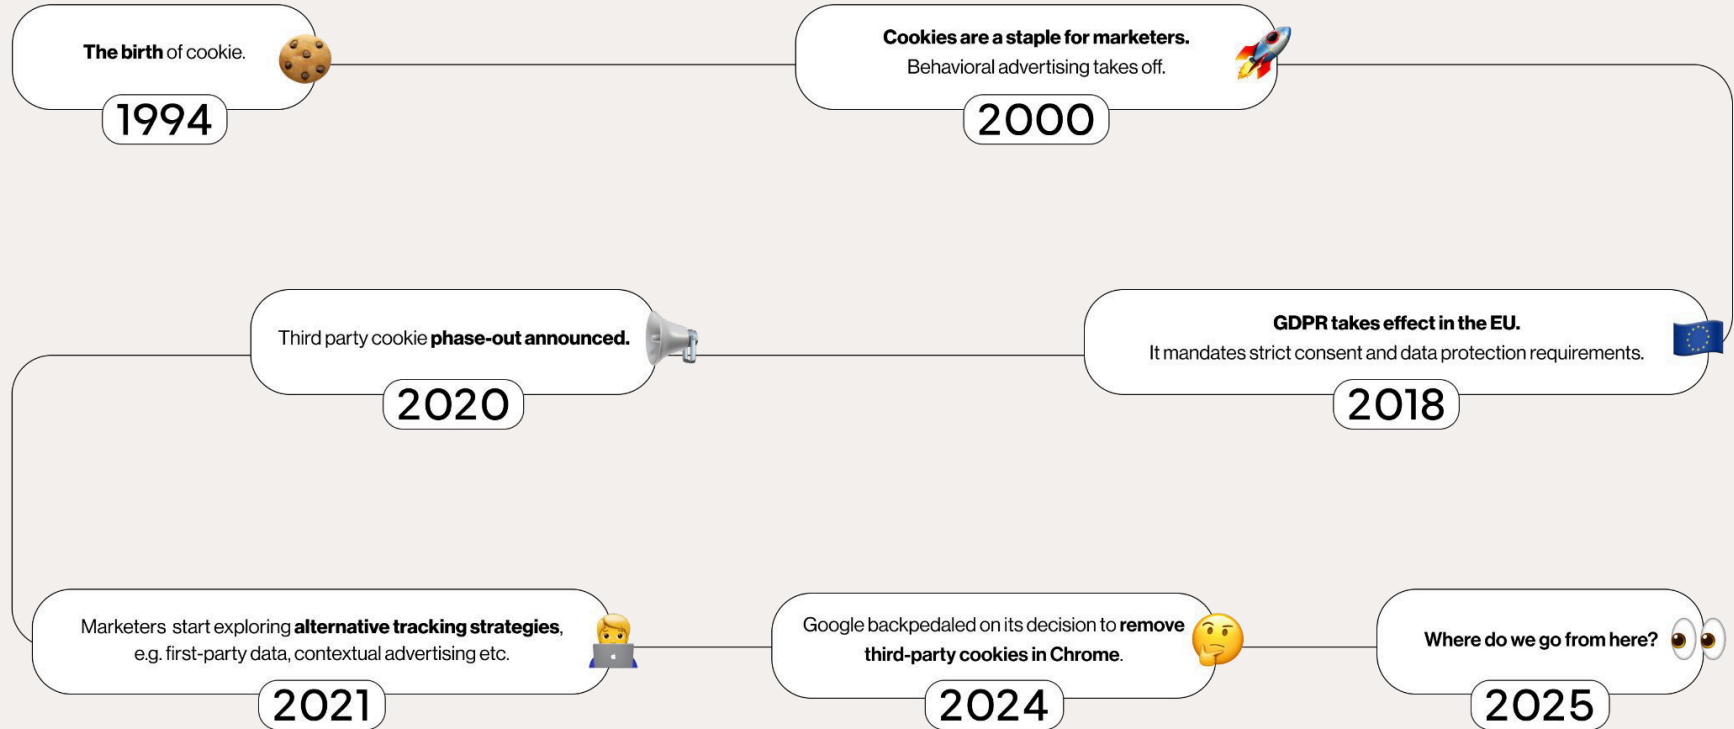 The birth of cookie.
1994
Cookies are a staple for marketers.
Behavioral advertising takes off.
2000
GDPR takes effect in the EU.
It mandates strict consent and data protection requirements.
2018
Third party cookie phase-out announced.
2020
Marketers start exploring alternative tracking strategies,
e.g. first-party data, contextual advertising etc.
2021
Google backpedaled on its decision to remove
third-party cookies in Chrome.
2024
Where do we go from here?
2025